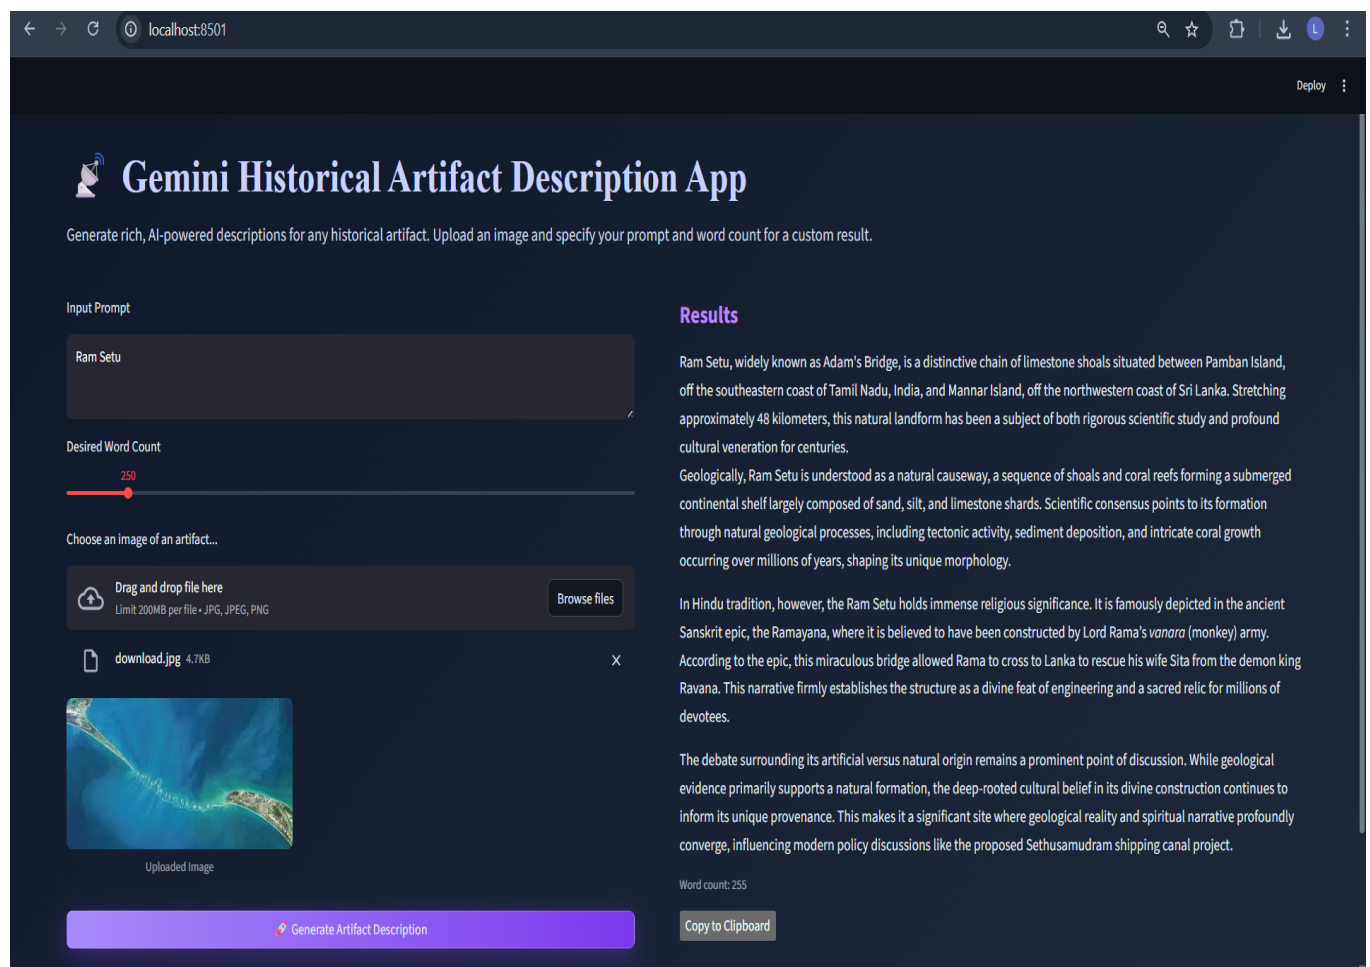 localhost:8501
L
Deploy
Gemini Historical Artifact Description App
Generate rich, AI-powered descriptions for any historical artifact. Upload an image and specify your prompt and word count for a custom result.
Input Prompt
Ram Setu
Desired Word Count
250
Choose an image of an artifact...
Drag and drop file here
Limit 200MB per file • JPG, JPEG, PNG
Browse files
download.jpg 4.7KB
X
Uploaded Image
Generate Artifact Description
Results
Ram Setu, widely known as Adam's Bridge, is a distinctive chain of limestone shoals situated between Pamban Island,
off the southeastern coast of Tamil Nadu, India, and Mannar Island, off the northwestern coast of Sri Lanka. Stretching
approximately 48 kilometers, this natural landform has been a subject of both rigorous scientific study and profound
cultural veneration for centuries.
Geologically, Ram Setu is understood as a natural causeway, a sequence of shoals and coral reefs forming a submerged
continental shelf largely composed of sand, silt, and limestone shards. Scientific consensus points to its formation
through natural geological processes, including tectonic activity, sediment deposition, and intricate coral growth
occurring over millions of years, shaping its unique morphology.
In Hindu tradition, however, the Ram Setu holds immense religious significance. It is famously depicted in the ancient
Sanskrit epic, the Ramayana, where it is believed to have been constructed by Lord Rama's vanara (monkey) army.
According to the epic, this miraculous bridge allowed Rama to cross to Lanka to rescue his wife Sita from the demon king
Ravana. This narrative firmly establishes the structure as a divine feat of engineering and a sacred relic for millions of
devotees.
The debate surrounding its artificial versus natural origin remains a prominent point of discussion. While geological
evidence primarily supports a natural formation, the deep-rooted cultural belief in its divine construction continues to
inform its unique provenance. This makes it a significant site where geological reality and spiritual narrative profoundly
converge, influencing modern policy discussions like the proposed Sethusamudram shipping canal project.
Word count: 255
Copy to Clipboard